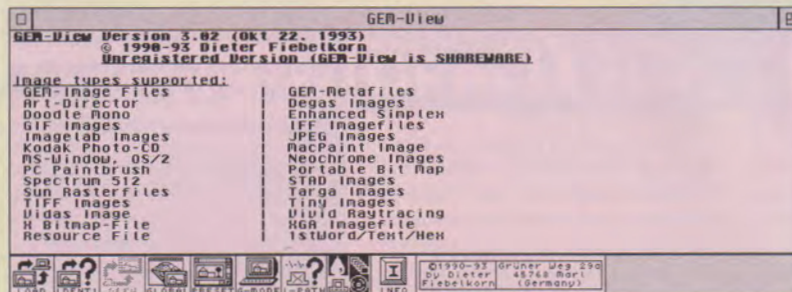 GEM-View
GEM-View Version 3.02 (Okt 22. 1993)
© 1990-93 Dieter Fiebelkorn
Unregistered Version (GEM-View is SHAREWARE)
Image types supported:
GEM-Image Files | GEM-Metafiles
Art-Director | Degas Images
Doodle Mono | Enhanced Simplex
GIF Images | IFF Imagefiles
Imagelab Images | JPEG Images
Kodak Photo-CD | MacPaint Image
MS-Window, OS/2 | Neochrome Images
PC Paintbrush | Portable Bit Map
Spectrum 512 | STAD Images
Sun Rasterfiles | Targa Images
TIFF Images | Tiny Images
Vidas Image | Vivid Raytracing
X Bitmap-File | XGA Imagefile
Resource File | 1stWord/Text/Hex
LOAD IDENTI GLOBAL INFO
©1990-93 Grüner Weg 29a
by Dieter 45768 Marl
Fiebelkorn (Germany)